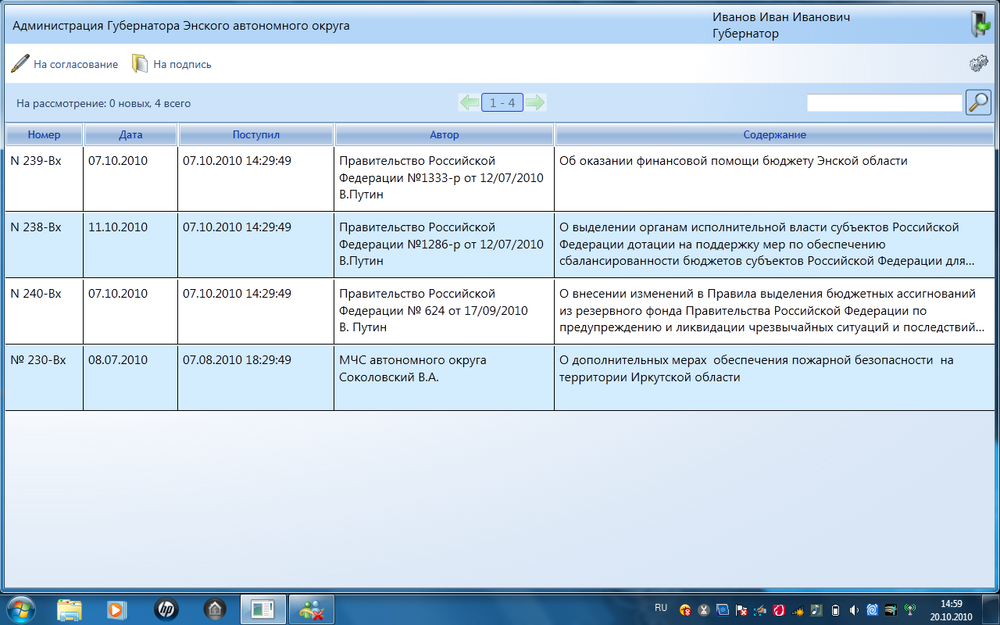 Администрация Губернатора Энского автономного округа
Иванов Иван Иванович
Губернатор
На согласование
На подпись
На рассмотрение: 0 новых, 4 всего
1 - 4
Номер Дата Поступил Автор Содержание
N 239-Вх 07.10.2010 07.10.2010 14:29:49 Правительство Российской Об оказании финансовой помощи бюджету Энской области
Федерации №1333-р от 12/07/2010
В.Путин
N 238-Вх 11.10.2010 07.10.2010 14:29:49 Правительство Российской О выделении органам исполнительной власти субъектов Российской
Федерации №1286-р от 12/07/2010 Федерации дотации на поддержку мер по обеспечению
В.Путин сбалансированности бюджетов субъектов Российской Федерации для...
N 240-Вх 07.10.2010 07.10.2010 14:29:49 Правительство Российской О внесении изменений в Правила выделения бюджетных ассигнований
Федерации № 624 от 17/09/2010 из резервного фонда Правительства Российской Федерации по
В. Путин предупреждению и ликвидации чрезвычайных ситуаций и последствий...
№ 230-Вх 08.07.2010 07.08.2010 18:29:49 МЧС автономного округа О дополнительных мерах обеспечения пожарной безопасности на
Соколовский В.А. территории Иркутской области
hp
RU
14:59
20.10.2010